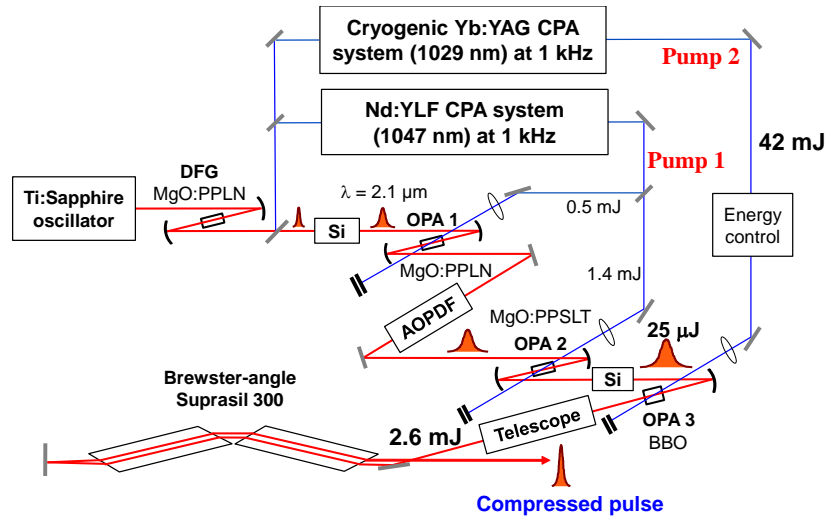 Cryogenic Yb:YAG CPA
system (1029 nm) at 1 kHz
Pump 2
Nd:YLF CPA system
(1047 nm) at 1 kHz
Pump 1
42 mJ
DFG
MgO:PPLN
Ti:Sapphire
oscillator
λ = 2.1 μm
Si
OPA 1
0.5 mJ
Energy
control
MgO:PPLN
1.4 mJ
AOPDF
MgO:PPSLT
OPA 2
25 μJ
Si
Brewster-angle
Suprasil 300
2.6 mJ
Telescope
OPA 3
BBO
Compressed pulse